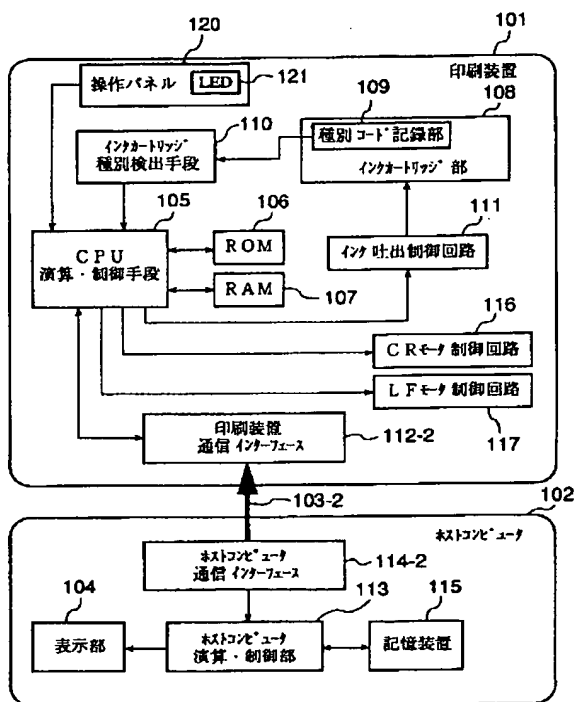 120
101
印刷装置
操作パネル
LED
121
109
108
110
種別コード記録部
インクカートリッジ
種別検出手段
インクカートリッジ部
105
106
111
CPU
演算・制御手段
ROM
インク吐出制御回路
RAM
107
116
CRモータ制御回路
LFモータ制御回路
117
印刷装置
通信インターフェース
112-2
103-2
102
ホストコンピュータ
ホストコンピュータ
通信インターフェース
114-2
104
113
115
表示部
ホストコンピュータ
演算・制御部
記憶装置